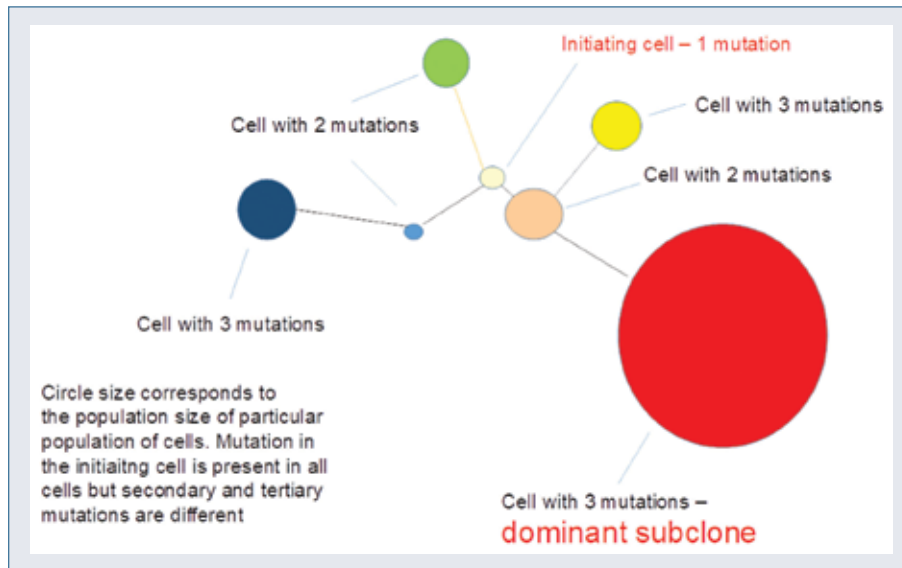 Initiating cell – 1 mutation
Cell with 3 mutations
Cell with 2 mutations
Cell with 2 mutations
Cell with 3 mutations
Circle size corresponds to
the population size of particular
population of cells. Mutation in
the initiaitng cell is present in all
cells but secondary and tertiary
mutations are different
Cell with 3 mutations –
dominant subclone